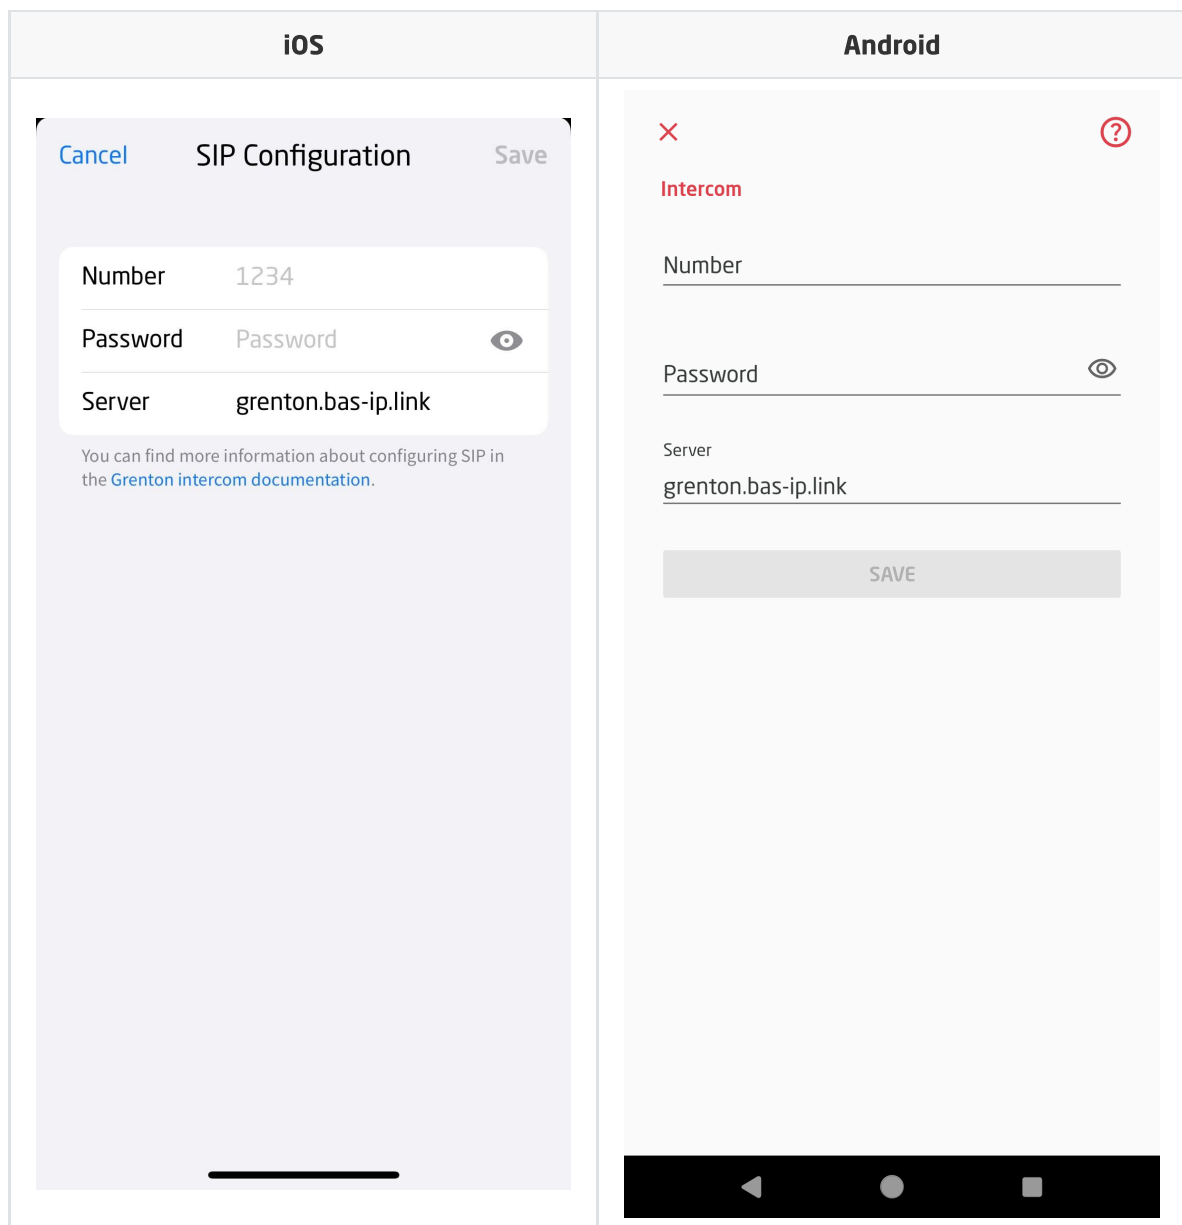 iOS
Android
Cancel
SIP Configuration
Save
Number
1234
Password
Password
Server
grenton.bas-ip.link
You can find more information about configuring SIP in
the Grenton intercom documentation.
?
Intercom
Number
Password
Server
grenton.bas-ip.link
SAVE